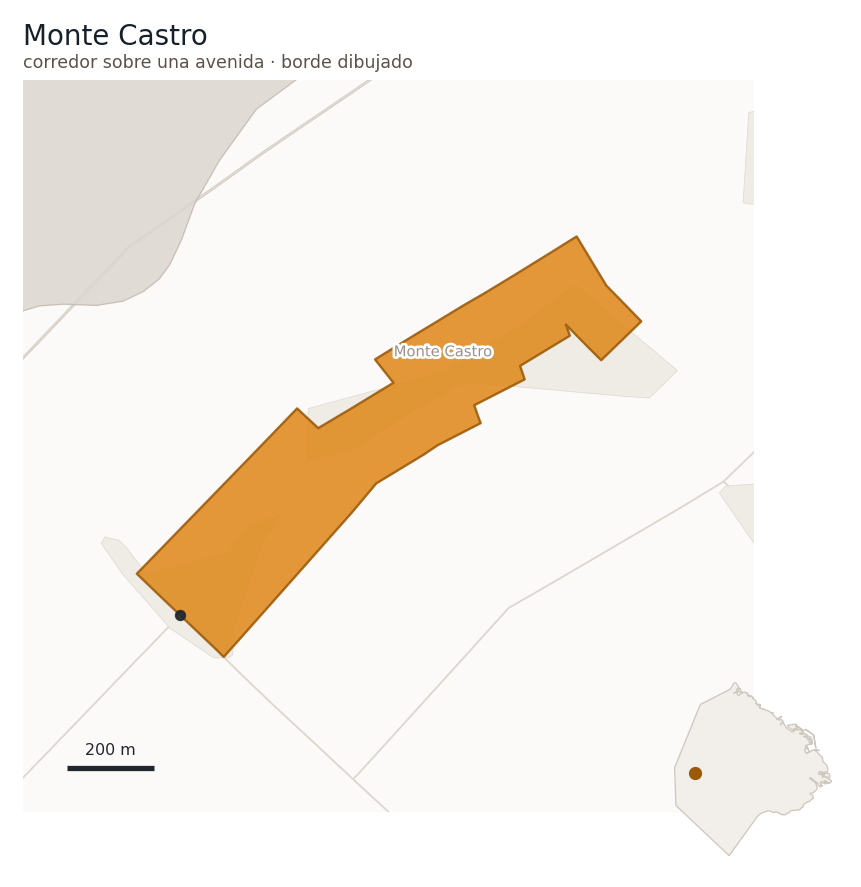 Monte Castro
corredor sobre una avenida · borde dibujado
Monte Castro
200 m